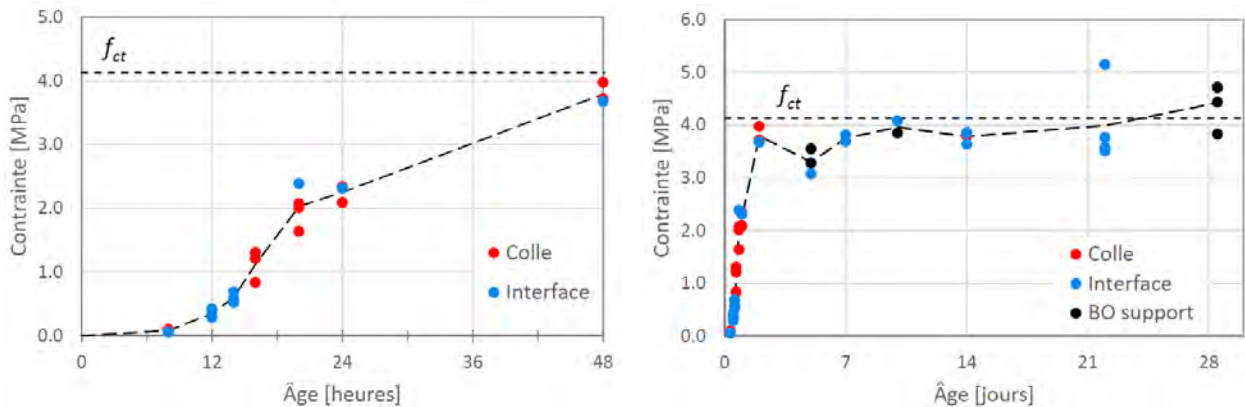 5.0
4.0
3.0
2.0
1.0
0.0
Contrainte [MPa]
f_ct
Colle
Interface
0
12
24
36
48
Âge [heures]
6.0
5.0
4.0
3.0
2.0
1.0
0.0
Contrainte [MPa]
f_ct
Colle
Interface
BO support
0
7
14
21
28
Âge [jours]